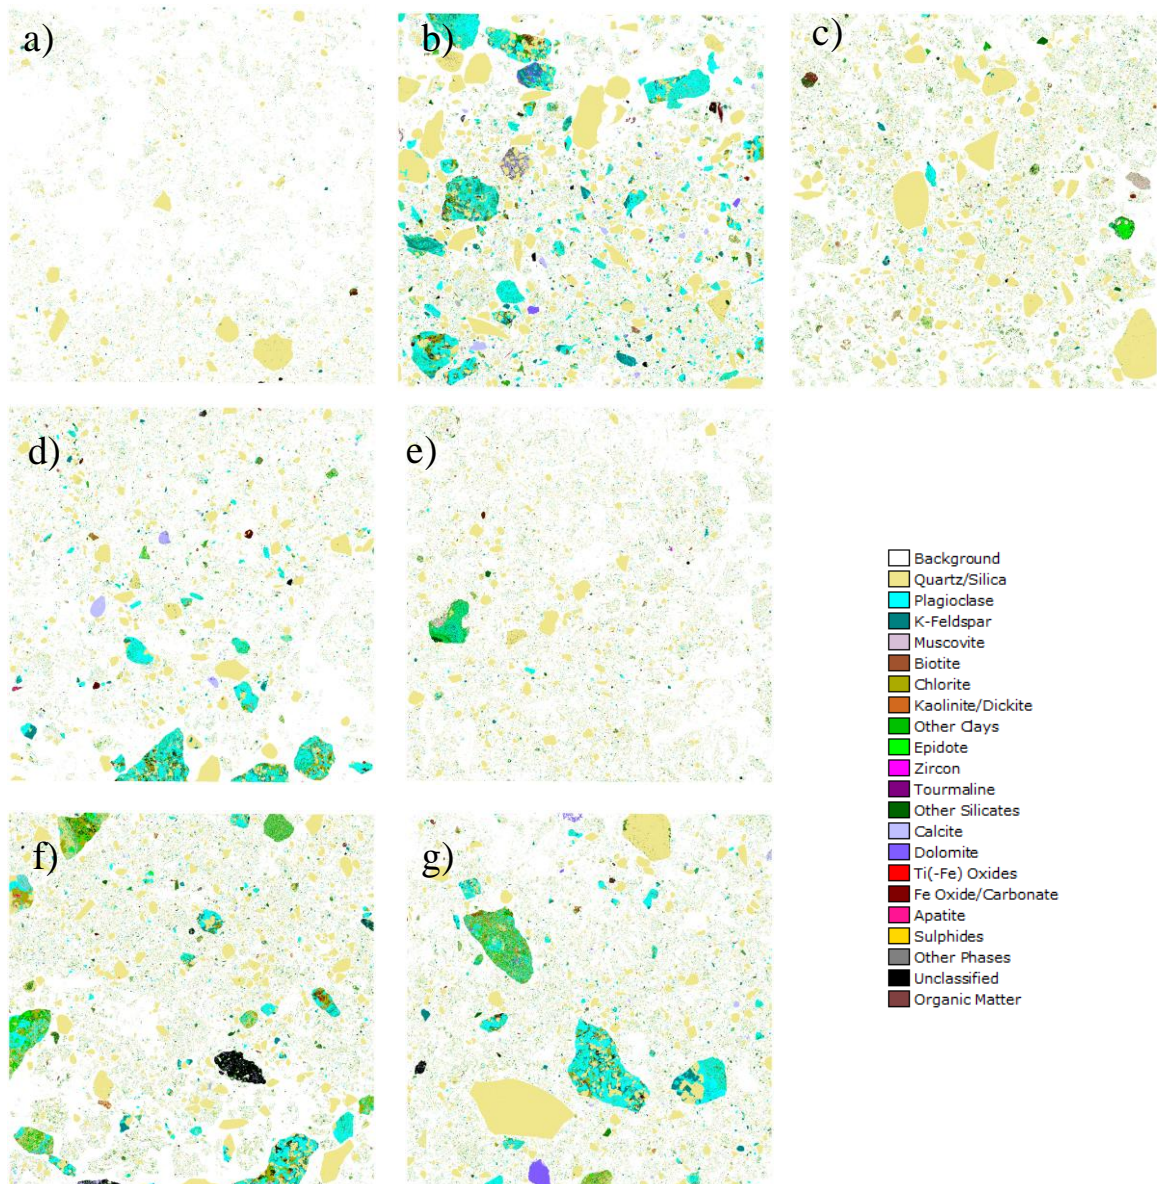 a)
b)
c)
d)
e)
f)
g)
Background
Quartz/Silica
Plagioclase
K-Feldspar
Muscovite
Biotite
Chlorite
Kaolinite/Dickite
Other Clays
Epidote
Zircon
Tourmaline
Other Silicates
Calcite
Dolomite
Ti(-Fe) Oxides
Fe Oxide/Carbonate
Apatite
Sulphides
Other Phases
Unclassified
Organic Matter